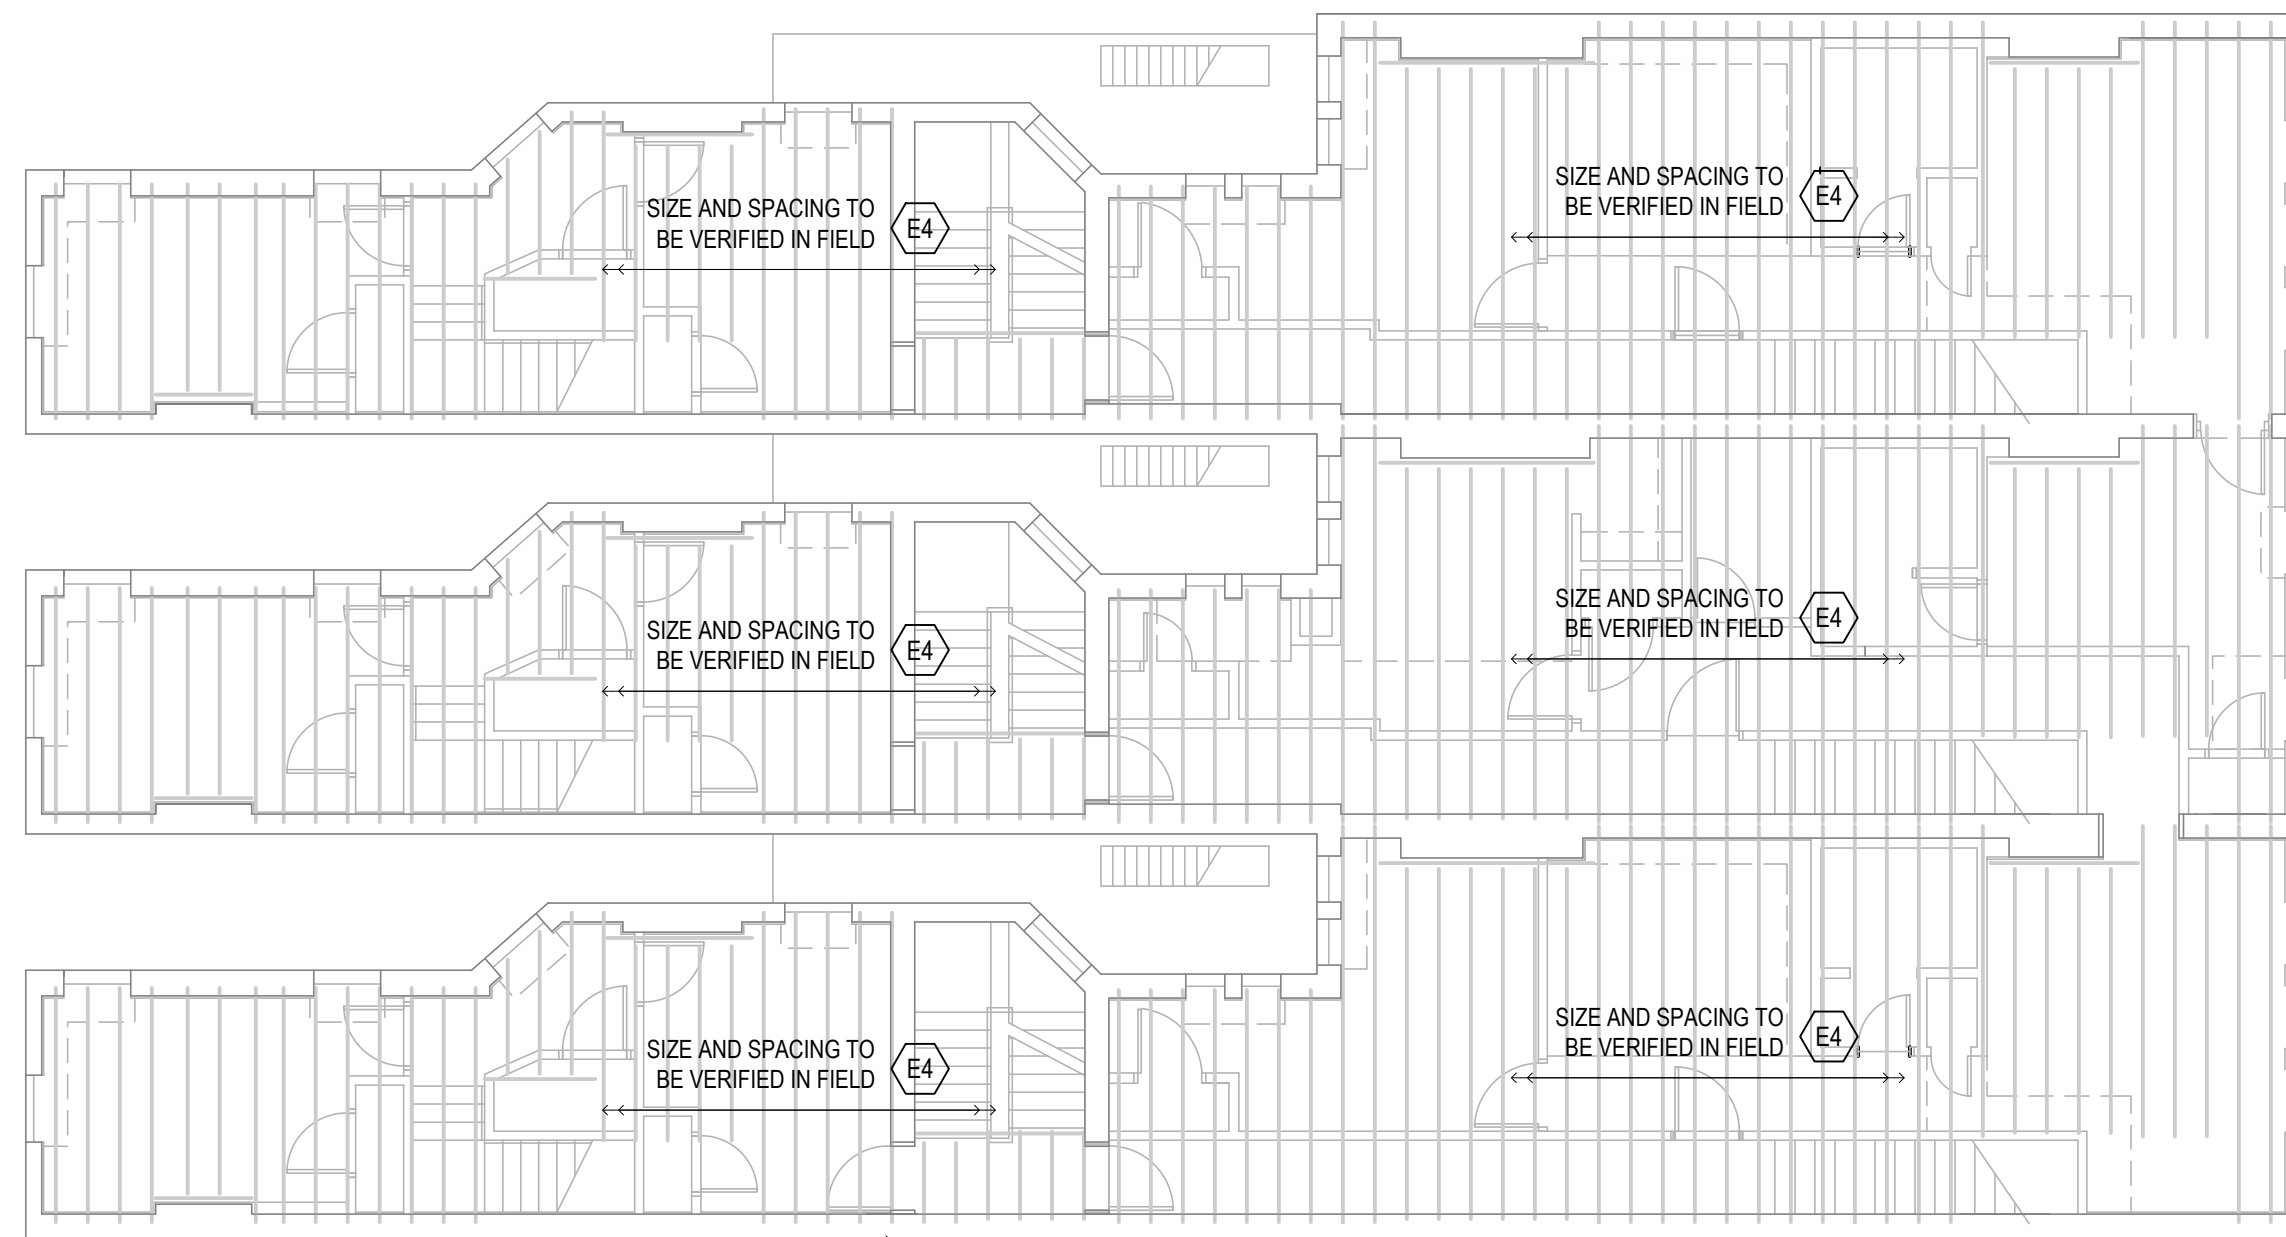 SIZE AND SPACING TO
BE VERIFIED IN FIELD
E4
SIZE AND SPACING TO
BE VERIFIED IN FIELD
E4
SIZE AND SPACING TO
BE VERIFIED IN FIELD
E4
SIZE AND SPACING TO
BE VERIFIED IN FIELD
E4
SIZE AND SPACING TO
BE VERIFIED IN FIELD
E4
SIZE AND SPACING TO
BE VERIFIED IN FIELD
E4